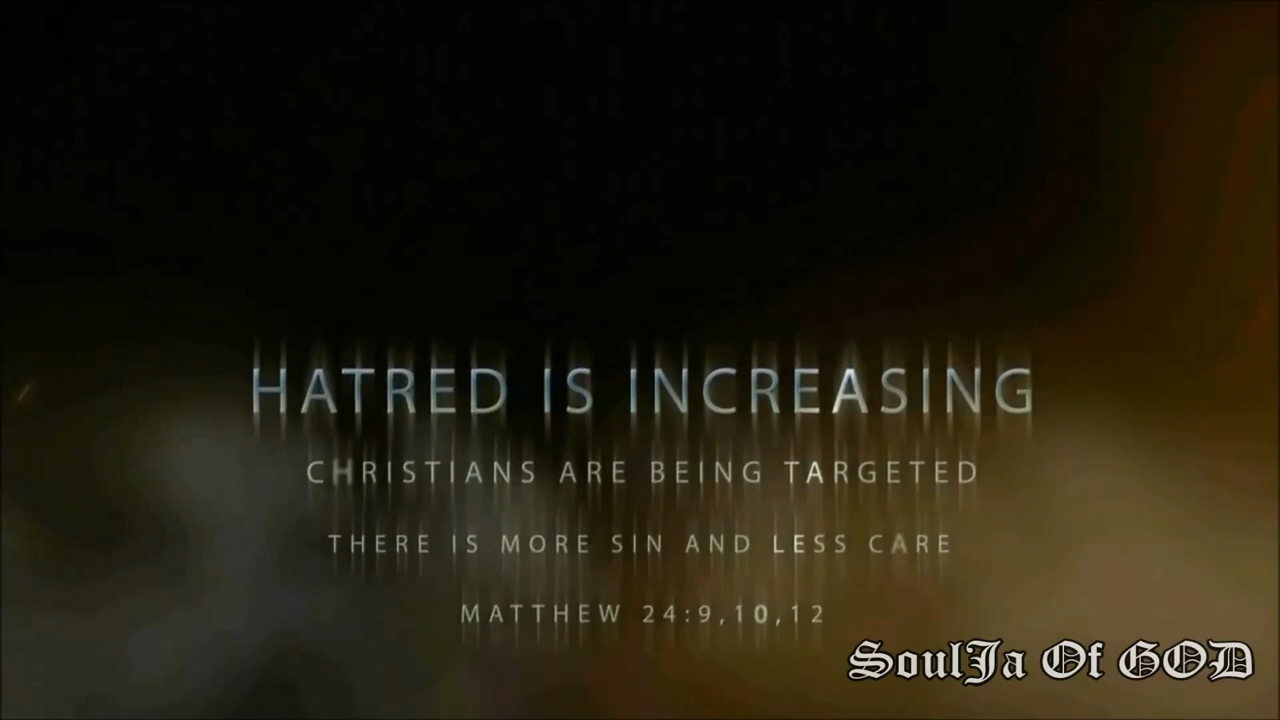 HATRED IS INCREASING
CHRISTIANS ARE BEING TARGETED
THERE IS MORE SIN AND LESS CARE
MATTHEW 24:9,10,12
SoulJa Of GOD